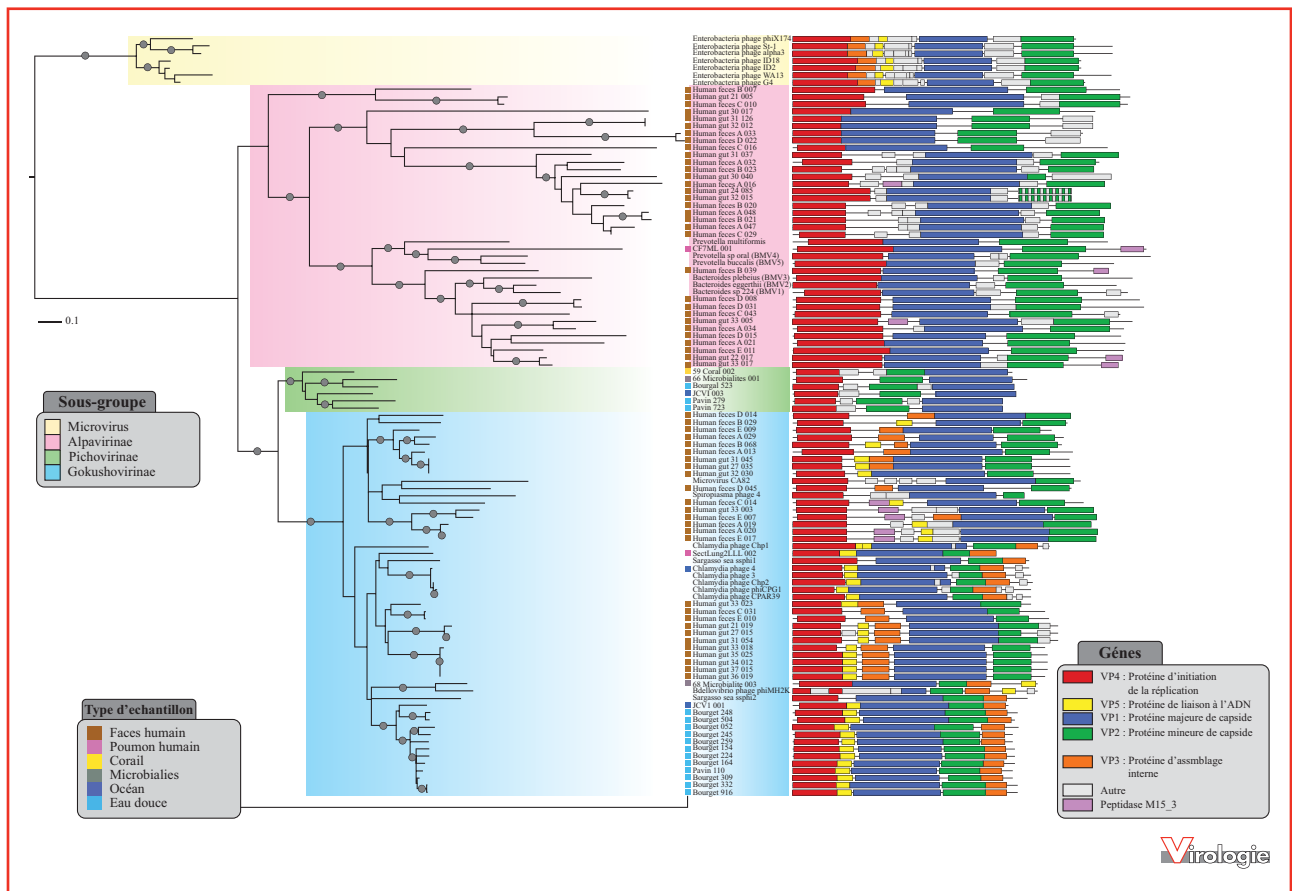 Enterobacteria phage phiX174
Enterobacteria phage St-1
Enterobacteria phage alpha3
Enterobacteria phage ID18
Enterobacteria phage ID2
Enterobacteria phage WA13
Enterobacteria phage G4
Human feces B 007
Human gut 21 005
Human feces C 010
Human gut 30 017
Human gut 31 126
Human gut 32 012
Human feces A 033
Human feces D 022
Human feces C 016
Human gut 31 037
Human feces A 032
Human feces B 023
Human gut 30 040
Human feces A 016
Human gut 24 085
Human gut 32 015
Human feces B 020
Human feces A 048
Human feces B 021
Human feces A 047
Human feces C 029
Prevotella multiformis
CF7ML 001
Prevotella sp oral (BMV4)
Prevotella buccalis (BMV5)
Human feces B 039
Bacteroides plebeius (BMV3)
Bacteroides eggerthii (BMV2)
Bacteroides sp 224 (BMV1)
Human feces D 008
Human feces D 031
Human feces C 043
Human gut 33 005
Human feces A 034
Human feces D 015
Human feces A 021
Human feces E 011
Human gut 22 017
Human gut 33 017
59 Coral 002
66 Microbialites 001
Bourgal 523
JCVI 003
Pavin 279
Pavin 723
Human feces D 014
Human feces B 029
Human feces E 009
Human feces A 029
Human feces B 068
Human feces A 013
Human gut 31 045
Human gut 27 035
Human gut 32 030
Microvirus CA82
Human feces D 045
Spiroplasma phage 4
Human feces C 014
Human gut 33 003
Human feces E 007
Human feces A 019
Human feces A 020
Human feces E 017
Chlamydia phage Chp1
SectLung2LLL 002
Sargasso sea ssphi1
Chlamydia phage 4
Chlamydia phage 3
Chlamydia phage Chp2
Chlamydia phage phiCPG1
Chlamydia phage CPAR39
Human gut 33 023
Human feces C 031
Human feces E 010
Human gut 21 019
Human gut 27 015
Human gut 31 054
Human gut 33 018
Human gut 35 025
Human gut 34 012
Human gut 37 015
Human gut 36 019
68 Microbialite 003
Bdellovibrio phage phiMH2K
Sargasso sea ssphi2
JCV1 001
Bourget 248
Bourget 504
Bourget 052
Bourget 245
Bourget 259
Bourget 154
Bourget 224
Bourget 164
Pavin 110
Bourget 309
Bourget 332
Bourget 916
0.1
Sous-groupe
Microvirus
Alpavirinae
Pichovirinae
Gokushovirinae
Type d'echantillon
Faces humain
Poumon humain
Corail
Microbialies
Océan
Eau douce
Génes
VP4 : Protéine d'initiation
de la réplication
VP5 : Protéine de liaison à l'ADN
VP1 : Protéine majeure de capside
VP2 : Protéine mineure de capside
VP3 : Protéine d'assmblage
interne
Autre
Peptidase M15_3
Virologie